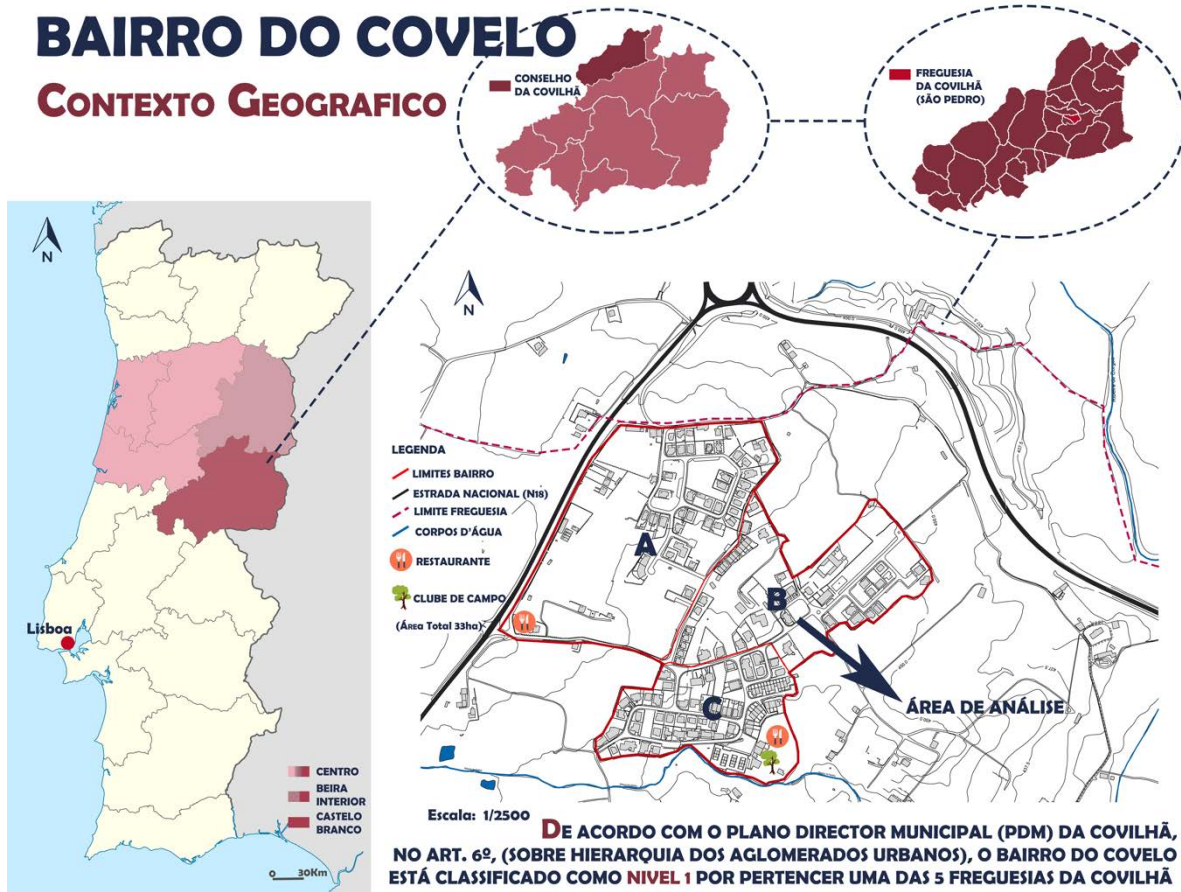 BAIRRO DO COVELO
CONTEXTO GEOGRAFICO
CONSELHO
DA COVILHÃ
FREGUESIA
DA COVILHÃ
(SÃO PEDRO)
N
Lisboa
CENTRO
BEIRA
INTERIOR
CASTELO
BRANCO
0 30Km
N
LEGENDA
LIMITES BAIRRO
ESTRADA NACIONAL (N18)
LIMITE FREGUESIA
CORPOS D'ÁGUA
RESTAURANTE
CLUBE DE CAMPO
(Área Total 33ha)
A
B
C
ÁREA DE ANÁLISE
Escala: 1/2500
DE ACORDO COM O PLANO DIRECTOR MUNICIPAL (PDM) DA COVILHÃ,
NO ART. 6º, (SOBRE HIERARQUIA DOS AGLOMERADOS URBANOS), O BAIRRO DO COVELO
ESTÁ CLASSIFICADO COMO NIVEL 1 POR PERTENCER UMA DAS 5 FREGUESIAS DA COVILHÃ